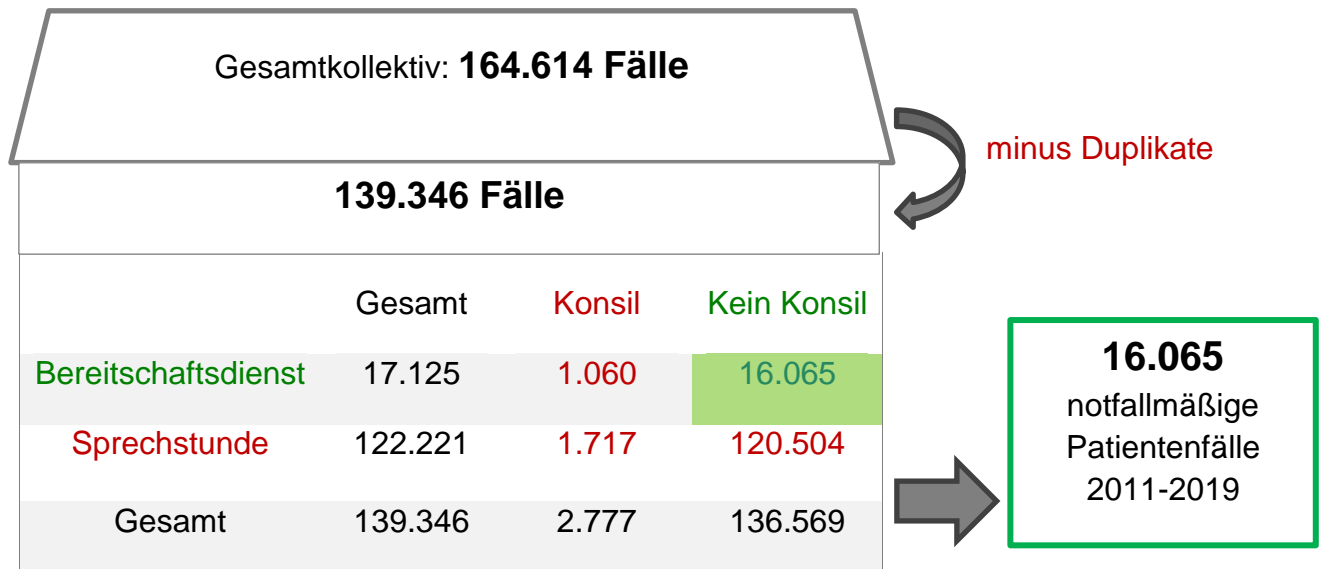 Gesamtkollektiv: 164.614 Fälle
minus Duplikate
139.346 Fälle
Gesamt Konsil Kein Konsil
Bereitschaftsdienst 17.125 1.060 16.065
Sprechstunde 122.221 1.717 120.504
Gesamt 139.346 2.777 136.569
16.065
notfallmäßige
Patientenfälle
2011-2019